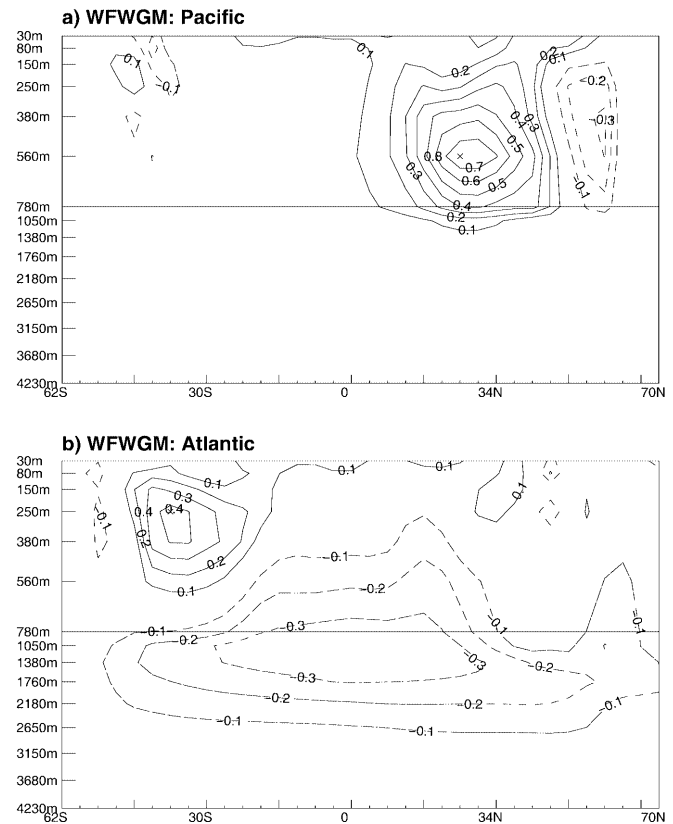 a) WFWGM: Pacific
30m
80m
150m
250m
380m
560m
780m
1050m
1380m
1760m
2180m
2650m
3150m
3680m
4230m
0.1
-0.1
0.1
0.2
0.2
0.1
-0.2
0.4
0.3
-0.3
0.5
0.8
0.7
0.3
0.6
0.5
-0.1
0.4
0.2
0.1
62S 30S 0 34N 70N
b) WFWGM: Atlantic
30m
80m
150m
250m
380m
560m
780m
1050m
1380m
1760m
2180m
2650m
3150m
3680m
4230m
0.1
0.1
0.1
0.3
0.1
0.4
0.4
-0.1
0.2
0.2
-0.1
-0.2
0.1
-0.1
-0.1
-0.3
-0.1
-0.2
-0.3
-0.2
-0.3
-0.2
-0.2
-0.1
-0.1
-0.1
62S 30S 0 34N 70N